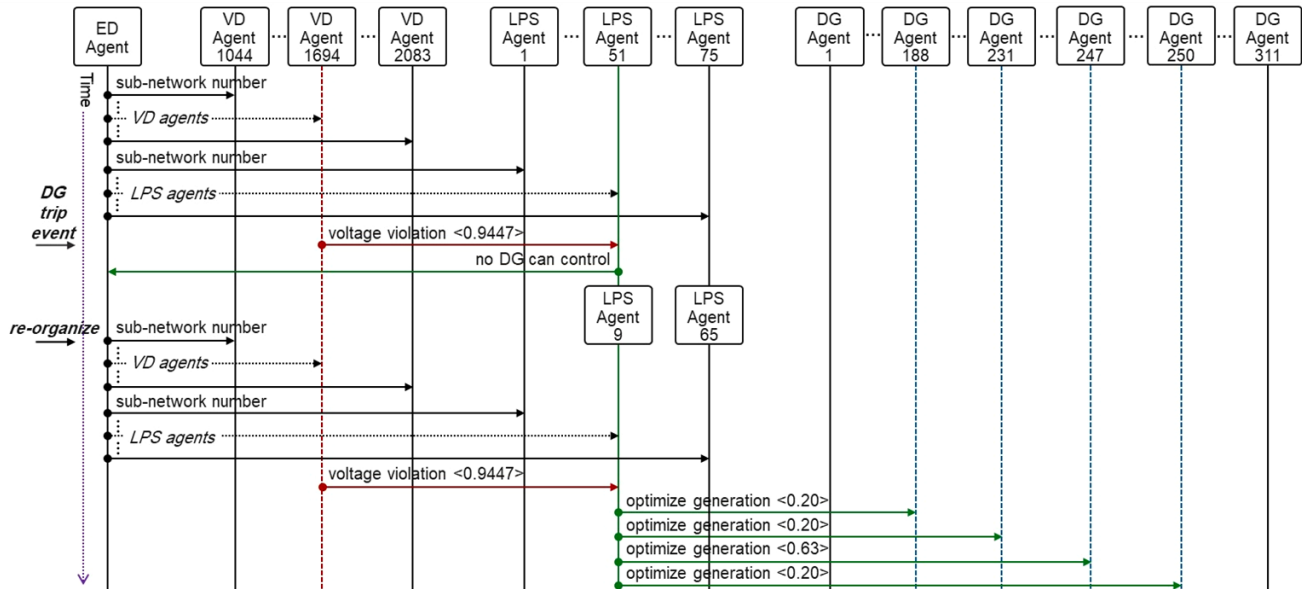 ED
Agent
VD
Agent
1044
VD
Agent
1694
VD
Agent
2083
LPS
Agent
1
LPS
Agent
51
LPS
Agent
75
DG
Agent
1
DG
Agent
188
DG
Agent
231
DG
Agent
247
DG
Agent
250
DG
Agent
311
Time
sub-network number
VD agents
sub-network number
LPS agents
DG
trip
event
voltage violation <0.9447>
no DG can control
LPS
Agent
9
LPS
Agent
65
re-organize
sub-network number
VD agents
sub-network number
LPS agents
voltage violation <0.9447>
optimize generation <0.20>
optimize generation <0.20>
optimize generation <0.63>
optimize generation <0.20>